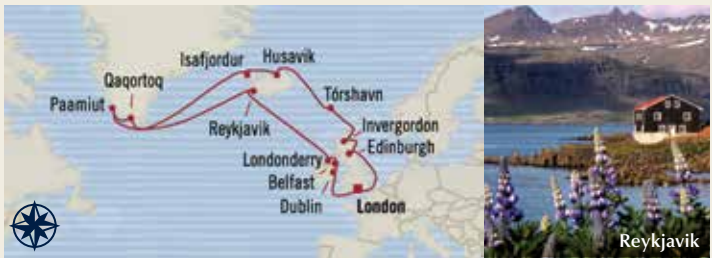 Isafjordur
Husavik
Qaqortoq
Paamiut
Tórshavn
Reykjavik
Invergordon
Edinburgh
Londonderry
Belfast
Dublin
London
Reykjavik